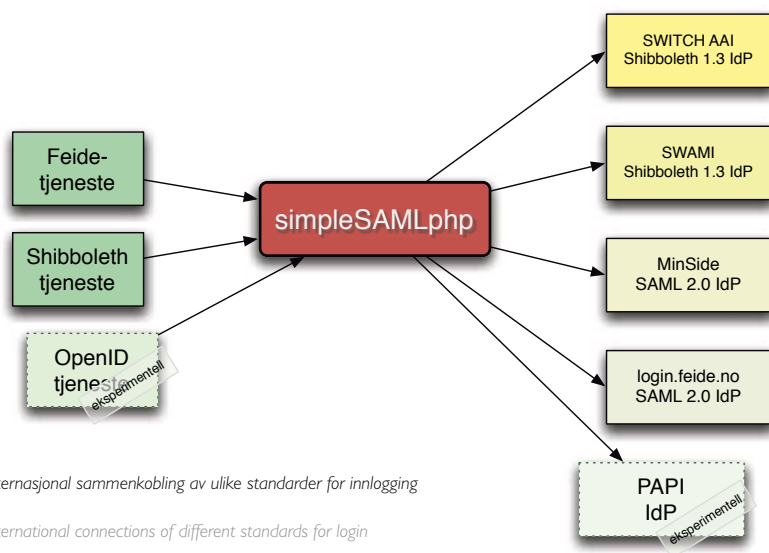 SWITCH AAI
Shibboleth 1.3 IdP
Feide-
tjeneste
SWAMI
Shibboleth 1.3 IdP
simpleSAMLphp
Shibboleth
tjeneste
MinSide
SAML 2.0 IdP
OpenID
tjeneste
eksperimentell
login.feide.no
SAML 2.0 IdP
ternasjonal sammenkobling av ulike standarder for innlogging
PAPI
IdP
eksperimentell
ternational connections of different standards for login